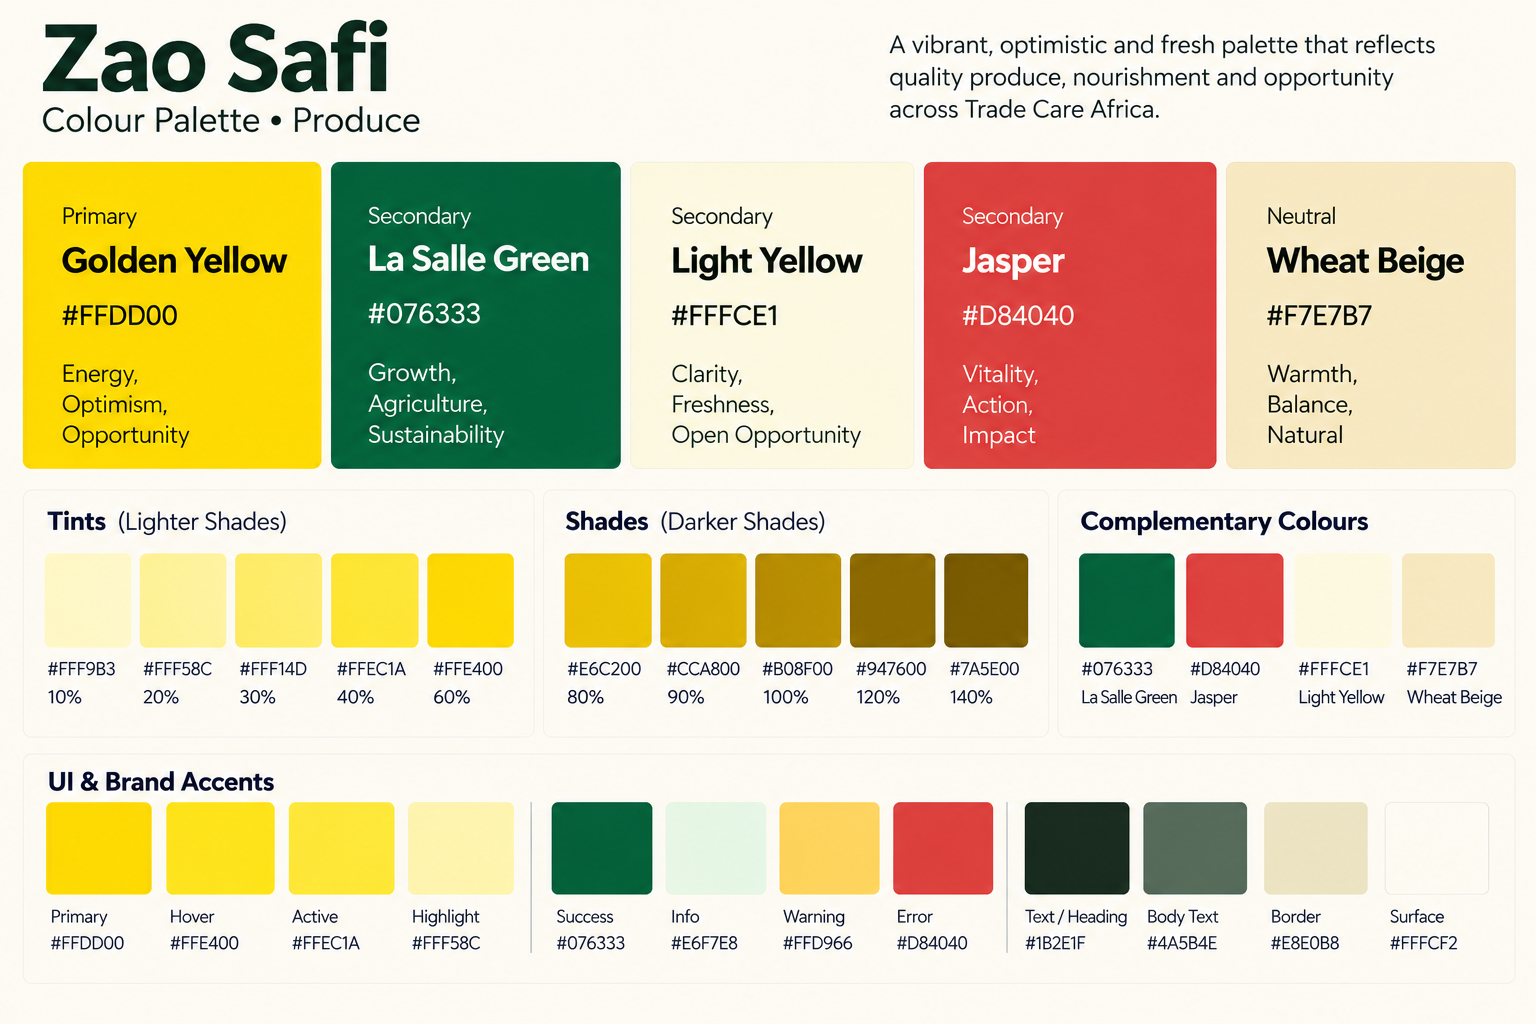 Zao Safi
Colour Palette • Produce
A vibrant, optimistic and fresh palette that reflects
quality produce, nourishment and opportunity
across Trade Care Africa.
Primary
Golden Yellow
#FFDD00
Energy,
Optimism,
Opportunity
Secondary
La Salle Green
#076333
Growth,
Agriculture,
Sustainability
Secondary
Light Yellow
#FFFCE1
Clarity,
Freshness,
Open Opportunity
Secondary
Jasper
#D84040
Vitality,
Action,
Impact
Neutral
Wheat Beige
#F7E7B7
Warmth,
Balance,
Natural
Tints (Lighter Shades)
#FFF9B3
10%
#FFF58C
20%
#FFF14D
30%
#FFEC1A
40%
#FFE400
60%
Shades (Darker Shades)
#E6C200
80%
#CCA800
90%
#B08F00
100%
#947600
120%
#7A5E00
140%
Complementary Colours
#076333
La Salle Green
#D84040
Jasper
#FFFCE1
Light Yellow
#F7E7B7
Wheat Beige
UI & Brand Accents
Primary
#FFDD00
Hover
#FFE400
Active
#FFEC1A
Highlight
#FFF58C
Success
#076333
Info
#E6F7E8
Warning
#FFD966
Error
#D84040
Text / Heading
#1B2E1F
Body Text
#4A5B4E
Border
#E8E0B8
Surface
#FFFCF2